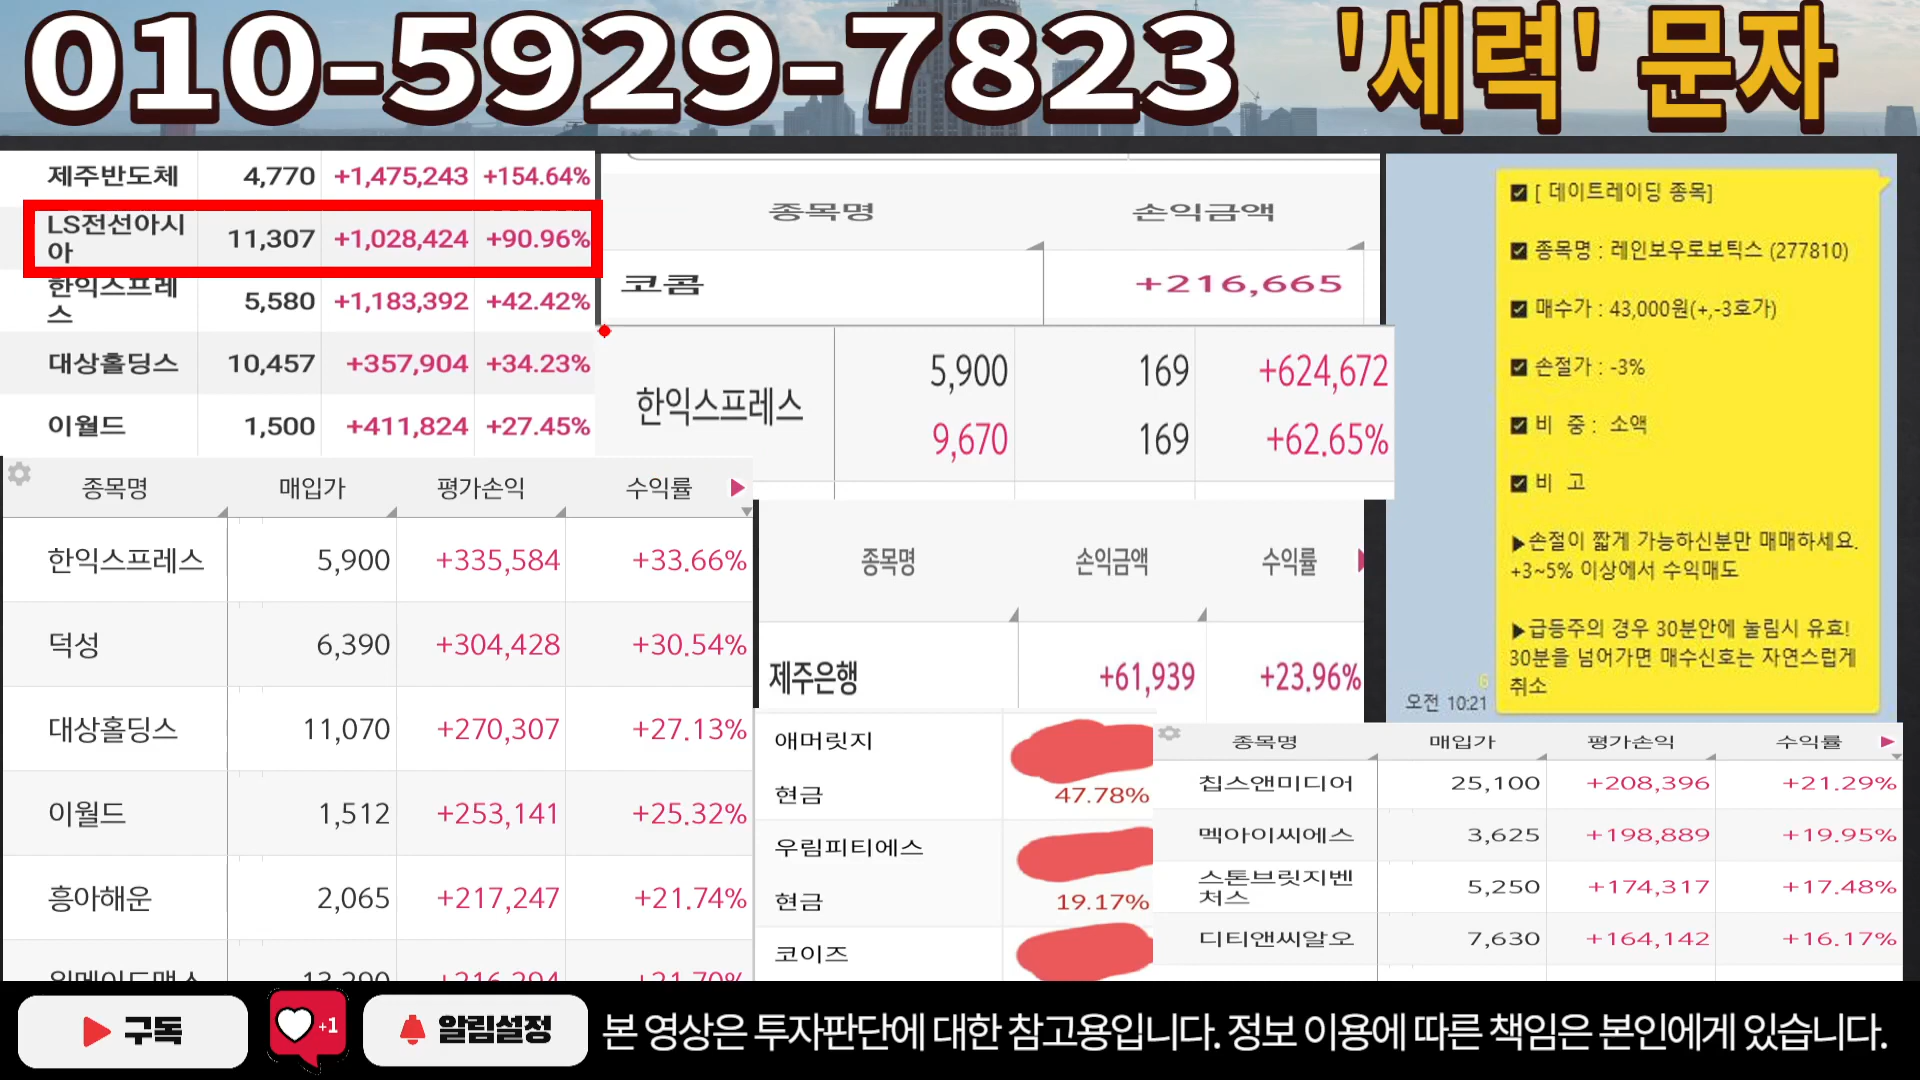 010-5929-7823 '세력' 문자
제주반도체 4,770 +1,475,243 +154.64%
LS전선아시아 11,307 +1,028,424 +90.96%
한익스프레스 5,580 +1,183,392 +42.42%
대상홀딩스 10,457 +357,904 +34.23%
이월드 1,500 +411,824 +27.45%
종목명 손익금액
코콤 +216,665
한익스프레스 5,900 169 +624,672
9,670 169 +62.65%
종목명 매입가 평가손익 수익률
한익스프레스 5,900 +335,584 +33.66%
덕성 6,390 +304,428 +30.54%
대상홀딩스 11,070 +270,307 +27.13%
이월드 1,512 +253,141 +25.32%
흥아해운 2,065 +217,247 +21.74%
종목명 손익금액 수익률
제주은행 +61,939 +23.96%
애머릿지
현금 47.78%
우림피티에스
현금 19.17%
코이즈
[ 데이트레이딩 종목]
종목명 : 레인보우로보틱스 (277810)
매수가 : 43,000원(+,-3호가)
손절가 : -3%
비 중 : 소액
비 고
▶손절이 짧게 가능하신분만 매매하세요.
+3~5% 이상에서 수익매도
▶급등주의 경우 30분안에 눌림시 유효!
30분을 넘어가면 매수신호는 자연스럽게
취소
6
오전 10:21
종목명 매입가 평가손익 수익률
칩스앤미디어 25,100 +208,396 +21.29%
멕아이씨에스 3,625 +198,889 +19.95%
스톤브릿지벤처스 5,250 +174,317 +17.48%
디티앤씨알오 7,630 +164,142 +16.17%
구독 +1 알림설정 본 영상은 투자판단에 대한 참고용입니다. 정보 이용에 따른 책임은 본인에게 있습니다.